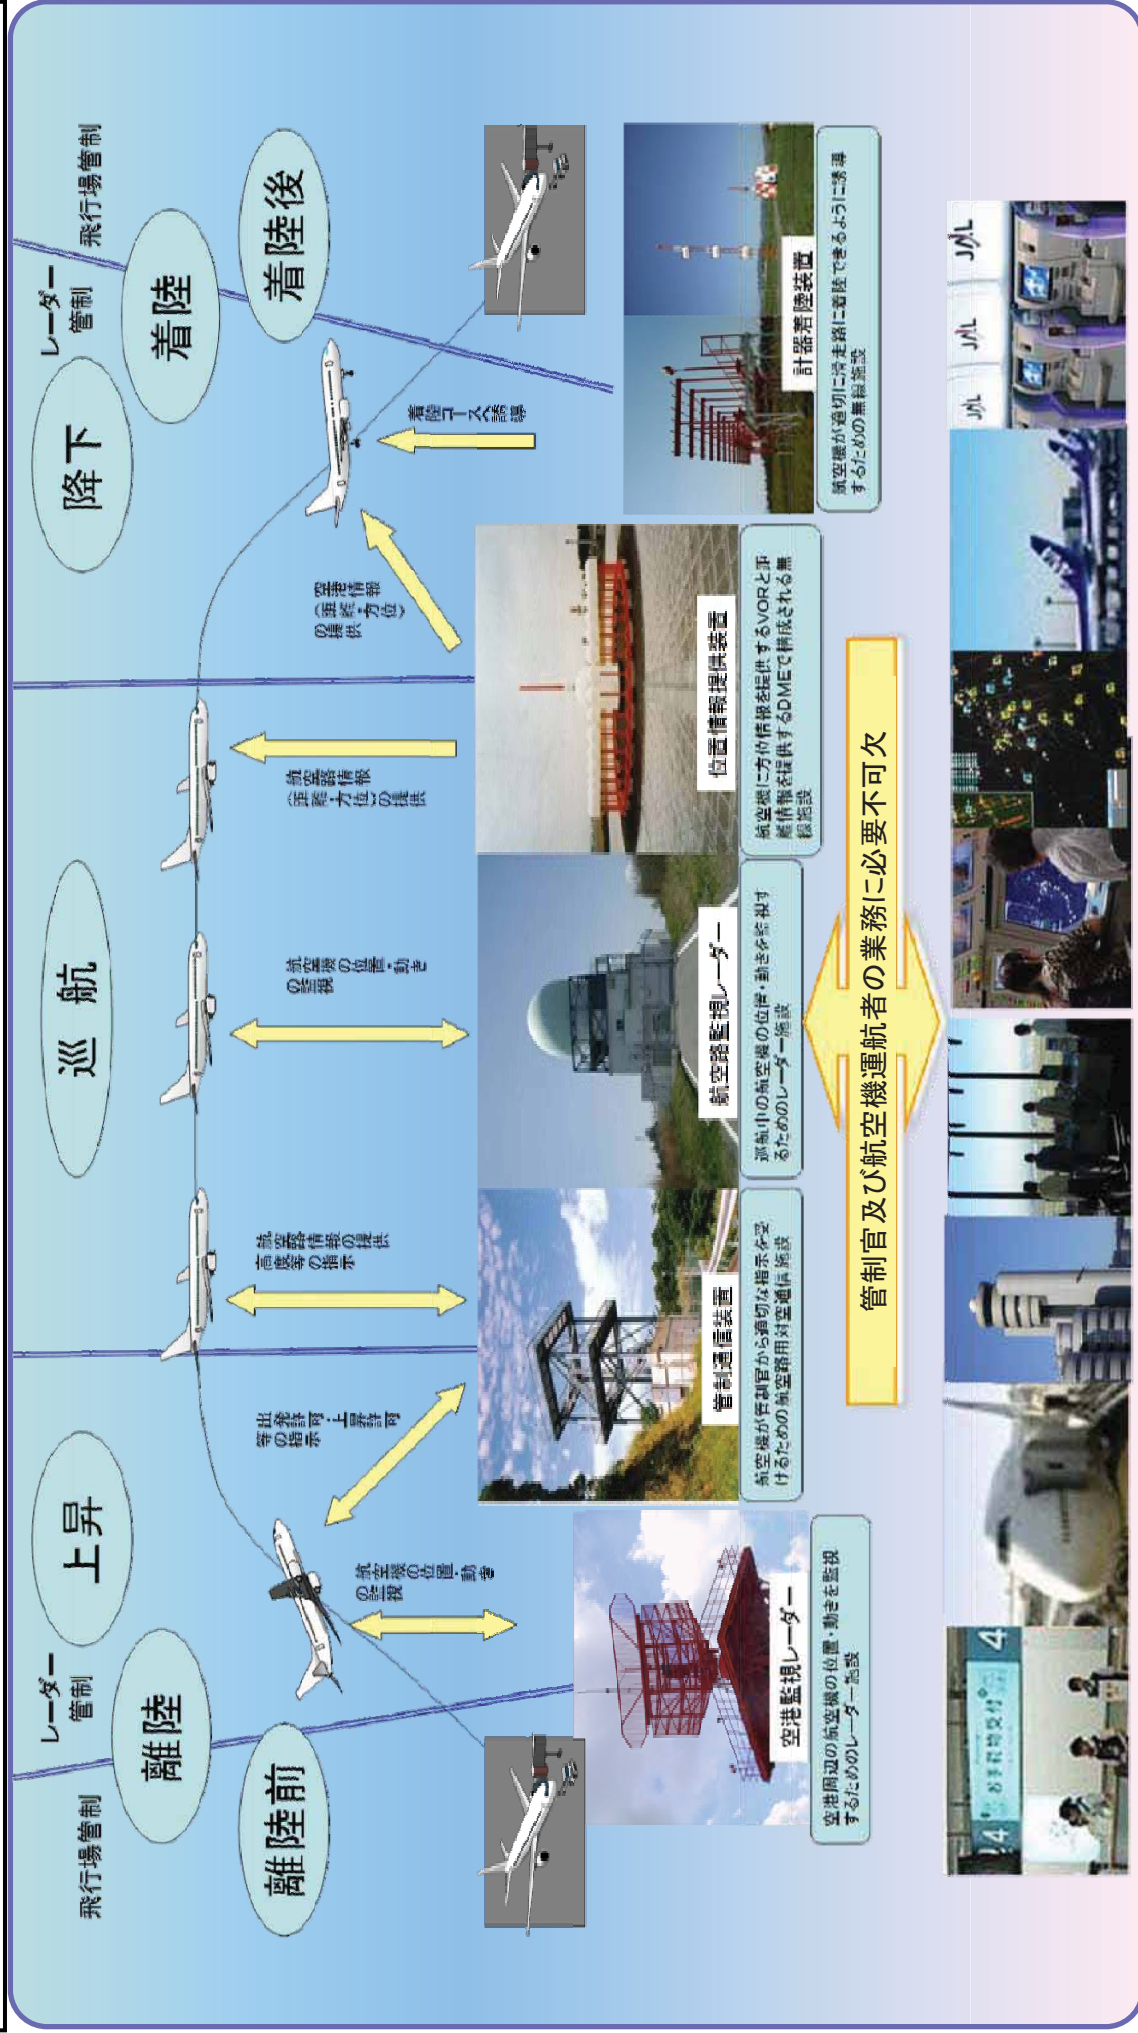 飛行場管制
レーダー
管制
レーダー
管制
飛行場管制
離陸前
離陸
上昇
巡 航
降下
着陸
着陸後
航空機の位置・動き
の監視
出発許可・上昇許可
等の指示
航空路情報の提供
高度等の指示
航空機の位置・動き
の監視
航空路情報
(距離・方位)の提供
空港情報
(距離・方位)
の提供
着陸コースへ誘導
空港監視レーダー
空港周辺の航空機の位置・動きを監視
するためのレーダー施設
管制通信装置
航空機が管制官から適切な指示を受
けるための航空路用対空通信施設
航空路監視レーダー
巡航中の航空機の位置・動きを監視す
るためのレーダー施設
位置情報提供装置
航空機に方位情報を提供するVORと距
離情報を提供するDMEで構成される無
線施設
計器着陸装置
航空機が適切に滑走路に着陸できるように誘導
するための無線施設
管制官及び航空機運航者の業務に必要不可欠
お手荷物受付
4
JAL
JAL
JAL